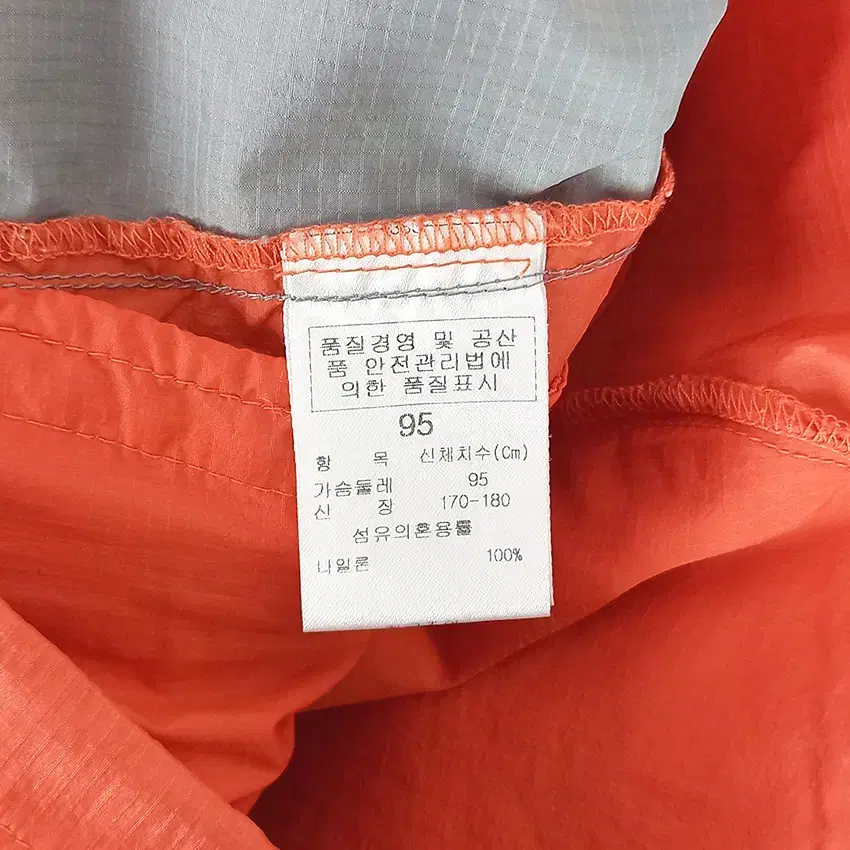 품질경영 및 공산
품 안전관리법에
의한 품질표시
95
항 목 신체치수(Cm)
가슴둘레 95
신 장 170-180
섬유의혼용률
나일론 100%